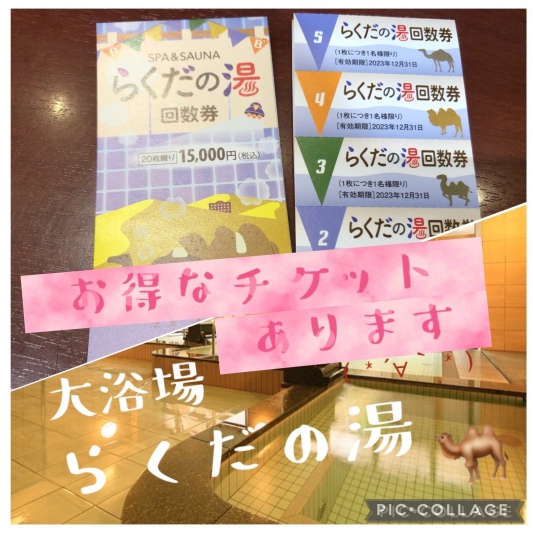 SPA&SAUNA
らくだの湯
回数券
20枚綴り 15,000円(税込)
5
らくだの湯回数券
(1枚につき1名様限り)
[有効期限]2023年12月31日
4
らくだの湯回数券
(1枚につき1名様限り)
[有効期限]2023年12月31日
3
らくだの湯回数券
(1枚につき1名様限り)
[有効期限]2023年12月31日
2
らくだの湯回数券
お得なチケット
あります
大浴場
らくだの湯
PIC•COLLAGE